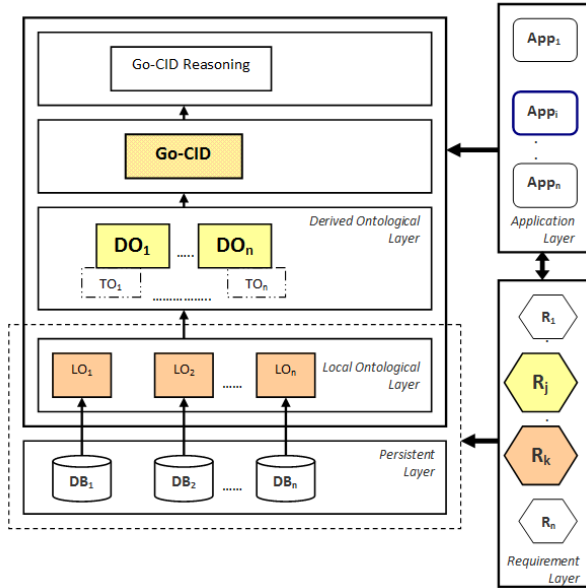 Go-CID Reasoning
Go-CID
Derived Ontological
Layer
DO1 ..... DOn
TO1 ................. TOn
LO1 LO2 ...... LOn
Local Ontological
Layer
DB1 DB2 ...... DBn
Persistent
Layer
App1
Appi
.
.
Appn
Application
Layer
R1
.
Rj
.
Rk
Rn
Requirement
Layer